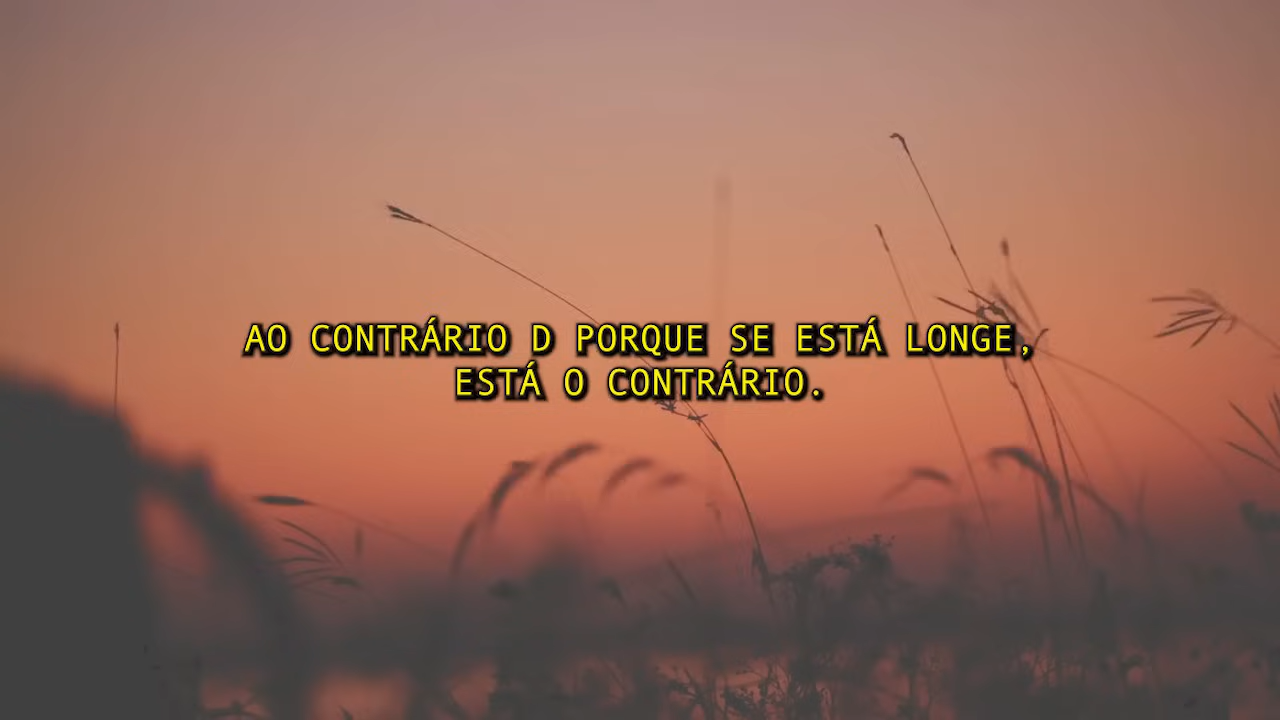 AO CONTRÁRIO D PORQUE SE ESTÁ LONGE,
ESTÁ O CONTRÁRIO.